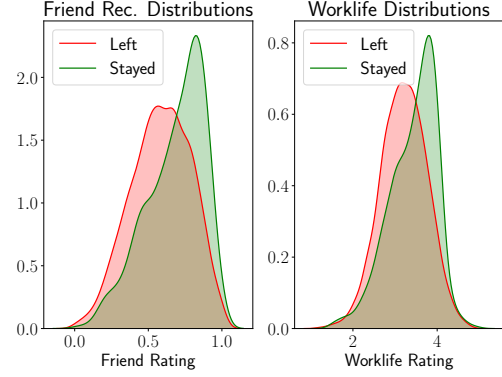 Friend Rec. Distributions
Left
Stayed
2.0
1.5
1.0
0.5
0.0
0.0 0.5 1.0
Friend Rating
Worklife Distributions
Left
Stayed
0.8
0.6
0.4
0.2
0.0
2 4
Worklife Rating